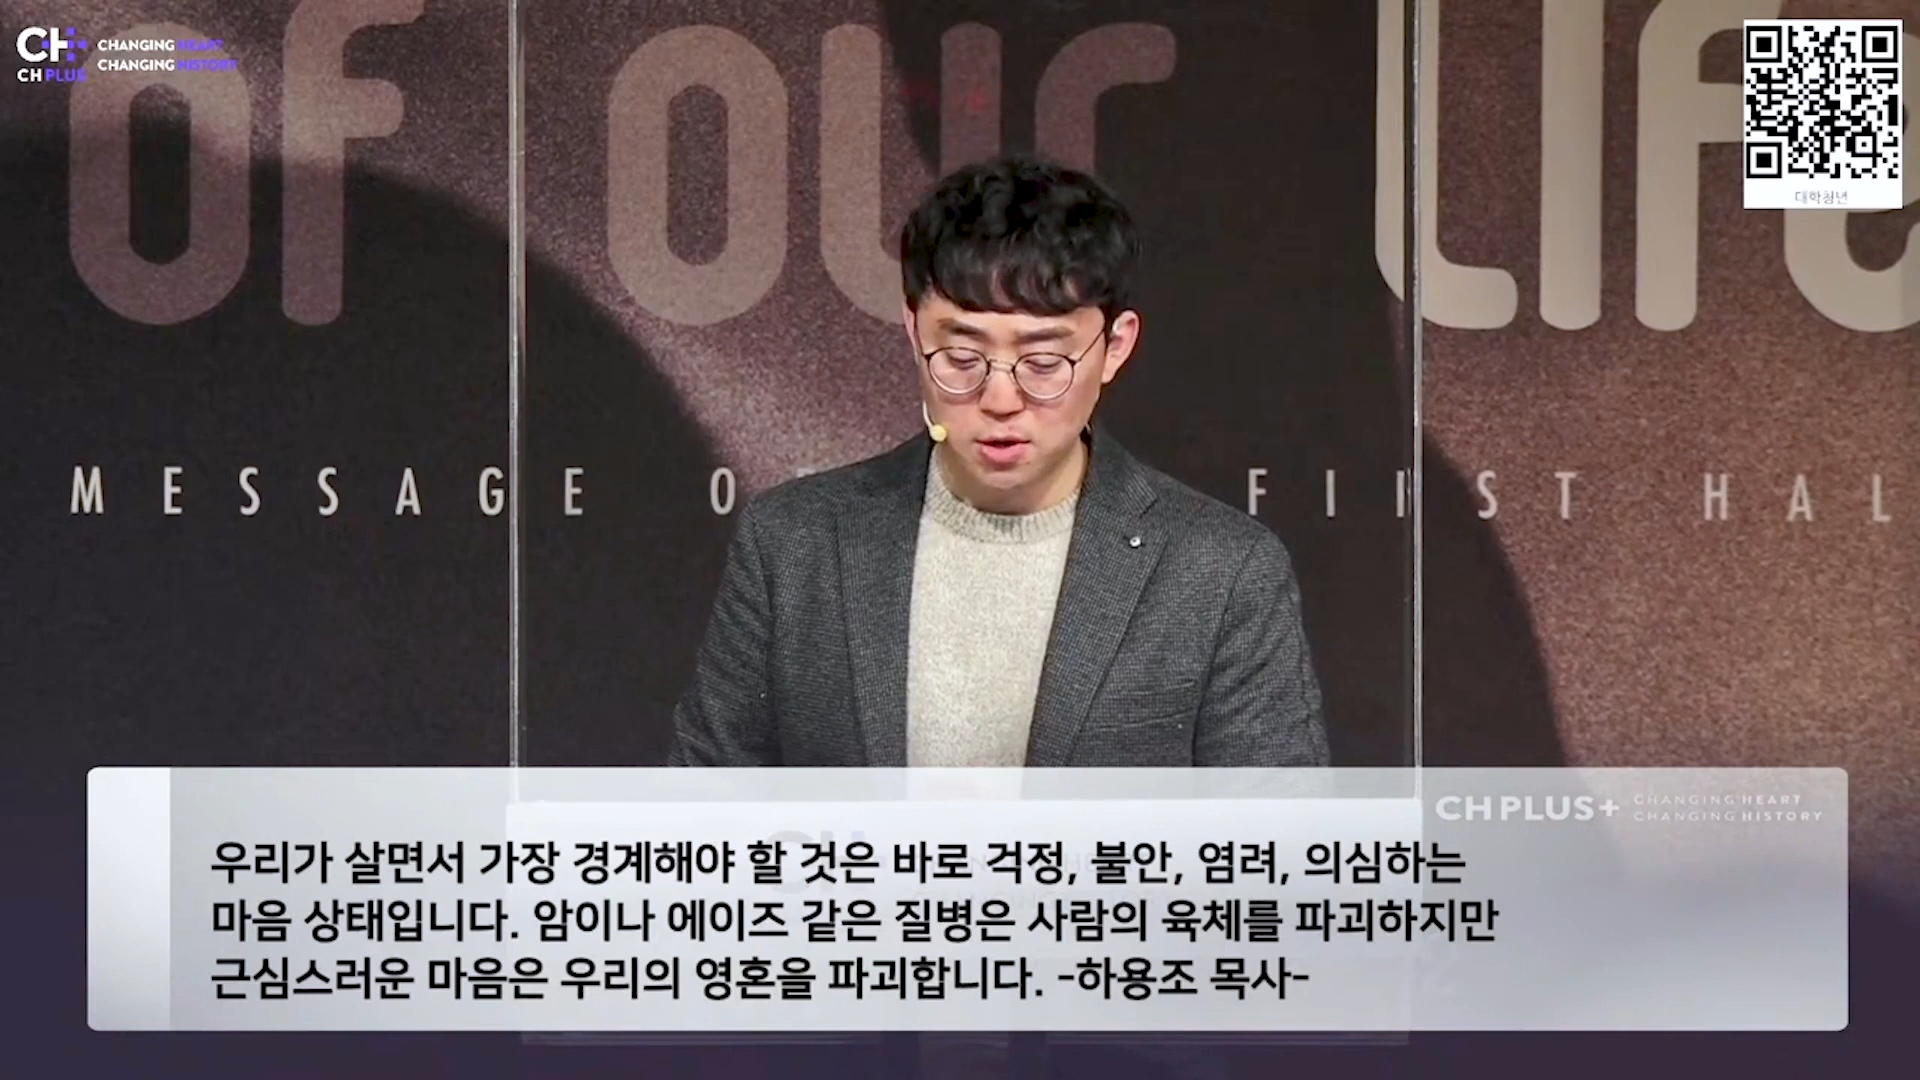 CH+ CHANGING HEART
CH PLUS CHANGING HISTORY
of our Life
대학청년
MESSAGE O FIRST HAL
CH PLUS+ CHANGING HEART
CHANGING HISTORY
우리가 살면서 가장 경계해야 할 것은 바로 걱정, 불안, 염려, 의심하는
마음 상태입니다. 암이나 에이즈 같은 질병은 사람의 육체를 파괴하지만
근심스러운 마음은 우리의 영혼을 파괴합니다. -하용조 목사-